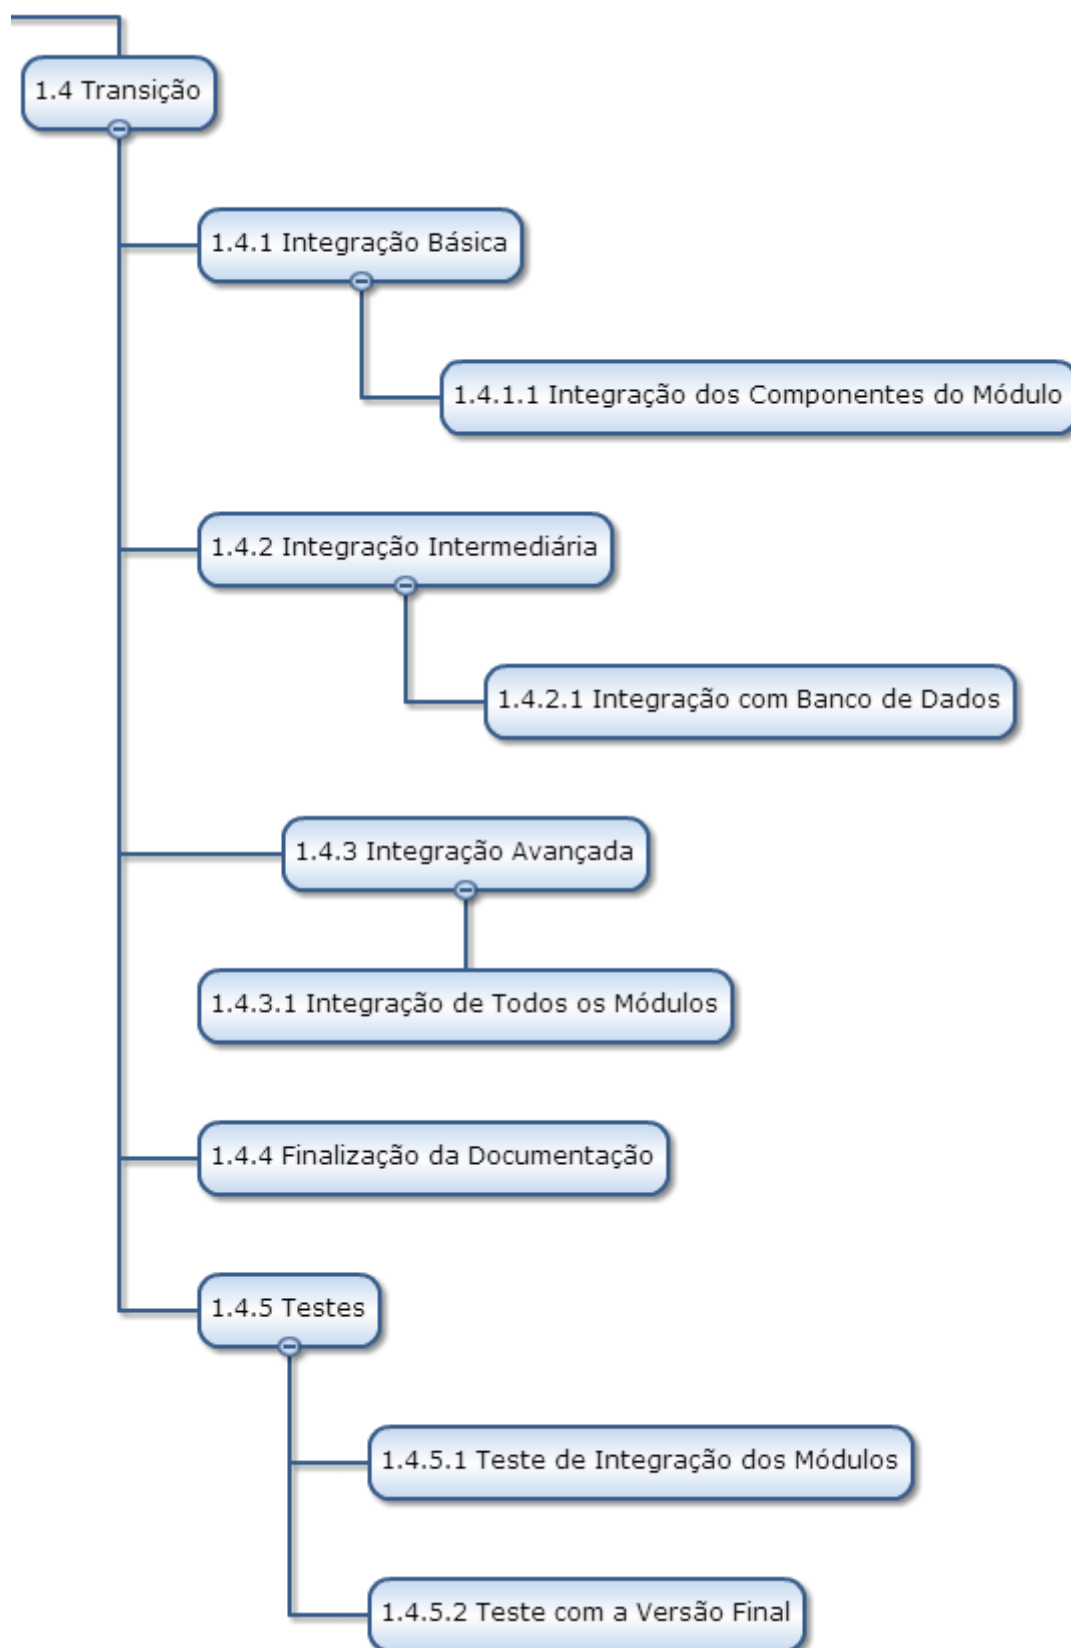 1.4 Transição
1.4.1 Integração Básica
1.4.1.1 Integração dos Componentes do Módulo
1.4.2 Integração Intermediária
1.4.2.1 Integração com Banco de Dados
1.4.3 Integração Avançada
1.4.3.1 Integração de Todos os Módulos
1.4.4 Finalização da Documentação
1.4.5 Testes
1.4.5.1 Teste de Integração dos Módulos
1.4.5.2 Teste com a Versão Final